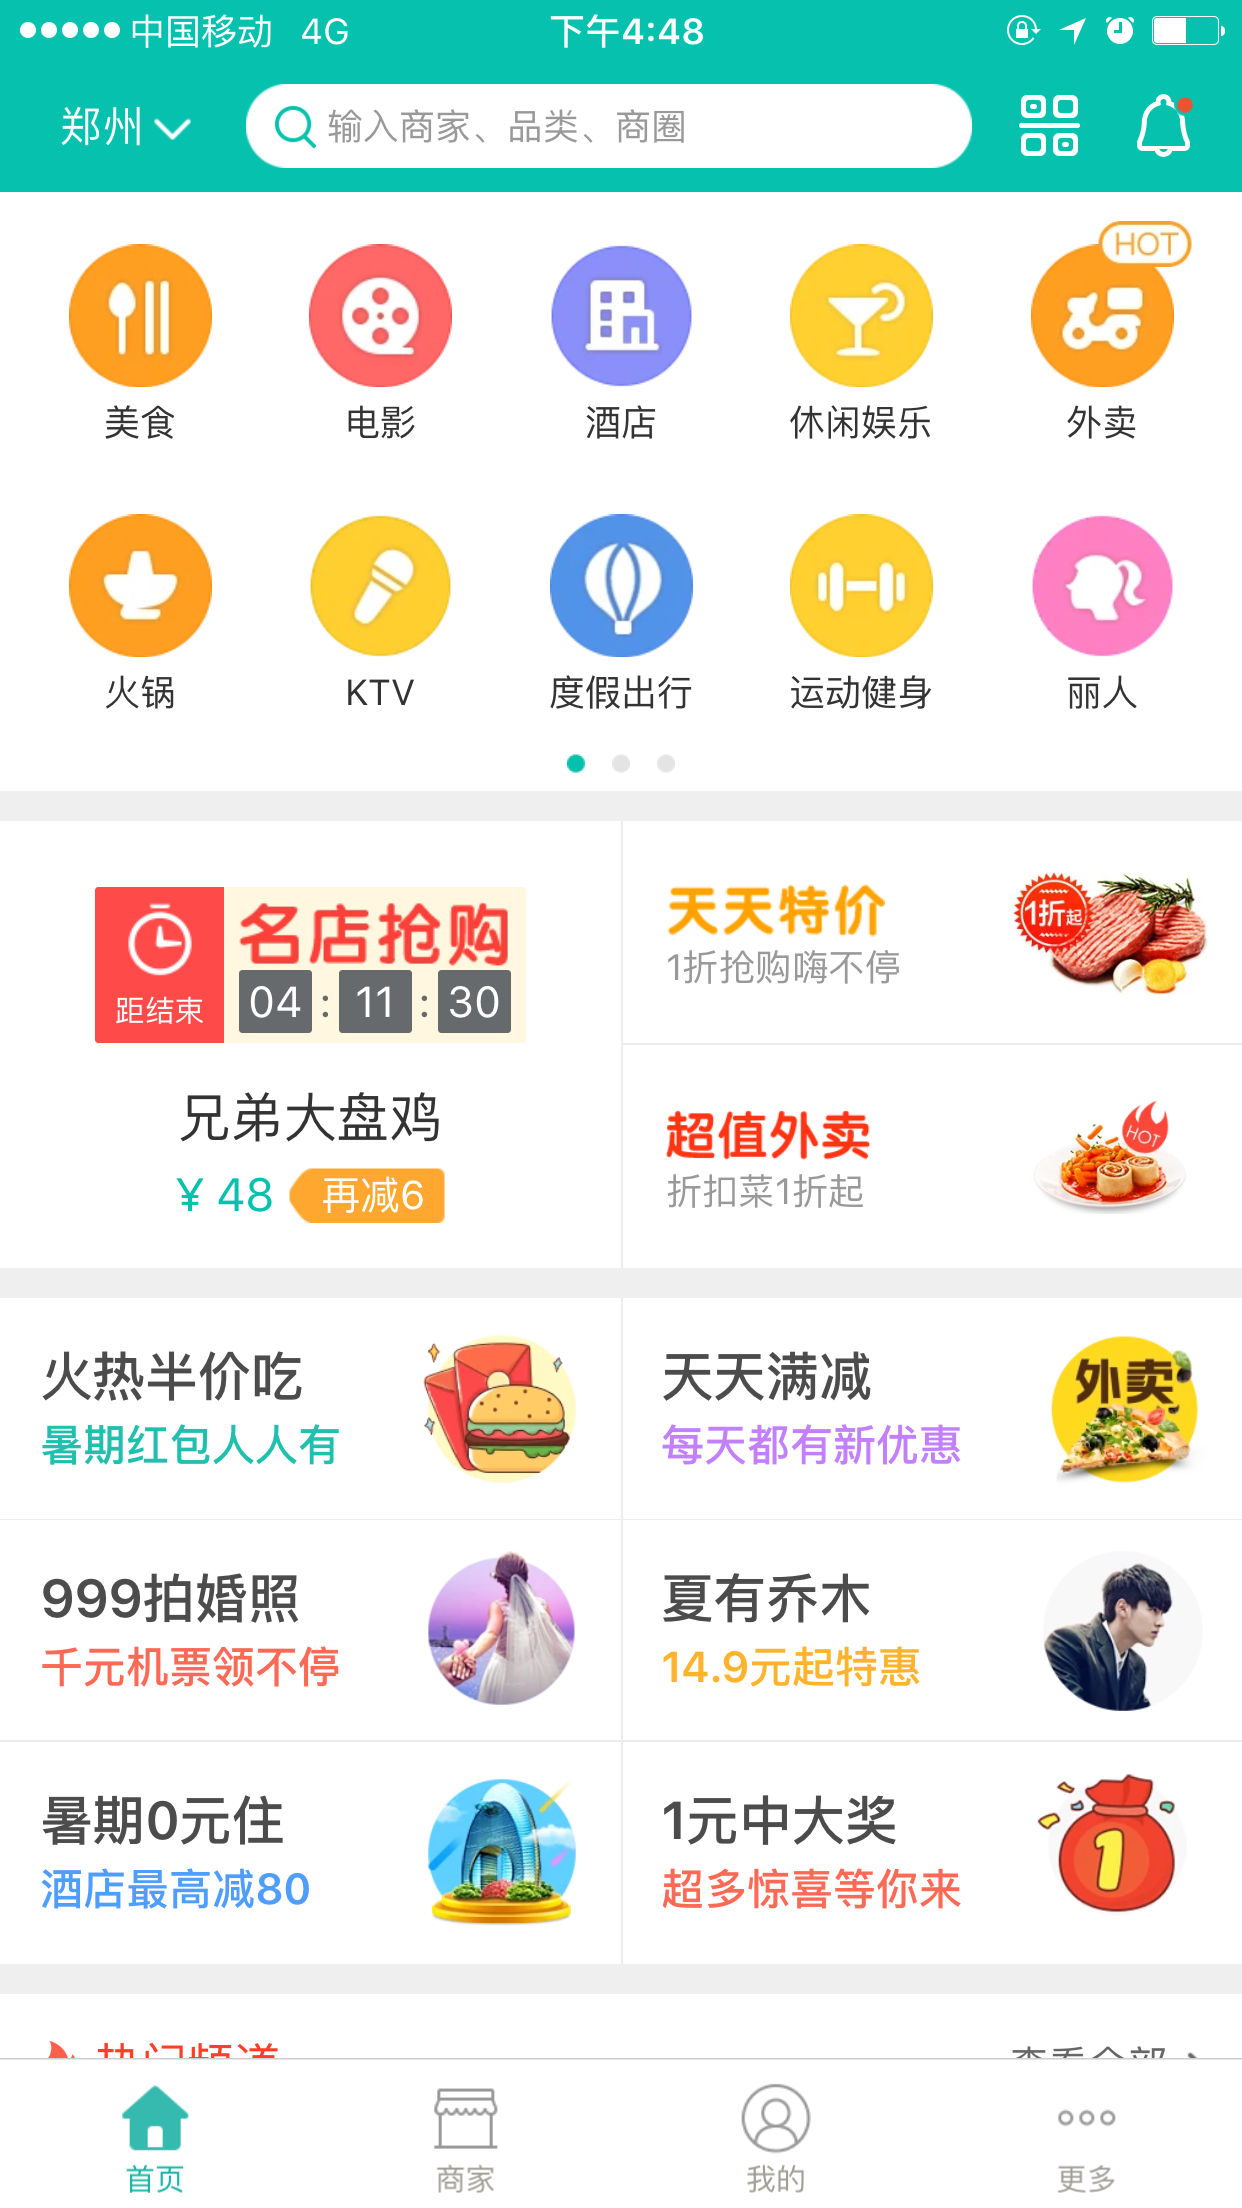 中国移动 4G 下午4:48
郑州 输入商家、品类、商圈
HOT
美食 电影 酒店 休闲娱乐 外卖
火锅 KTV 度假出行 运动健身 丽人
名店抢购
距结束 04 : 11 : 30
兄弟大盘鸡
¥ 48 再减6
天天特价
1折抢购嗨不停
1折起
超值外卖
折扣菜1折起
HOT
火热半价吃
暑期红包人人有
天天满减
每天都有新优惠
外卖
999拍婚照
千元机票领不停
夏有乔木
14.9元起特惠
暑期0元住
酒店最高减80
1元中大奖
超多惊喜等你来
1
热门频道 查看全部
首页 商家 我的 更多